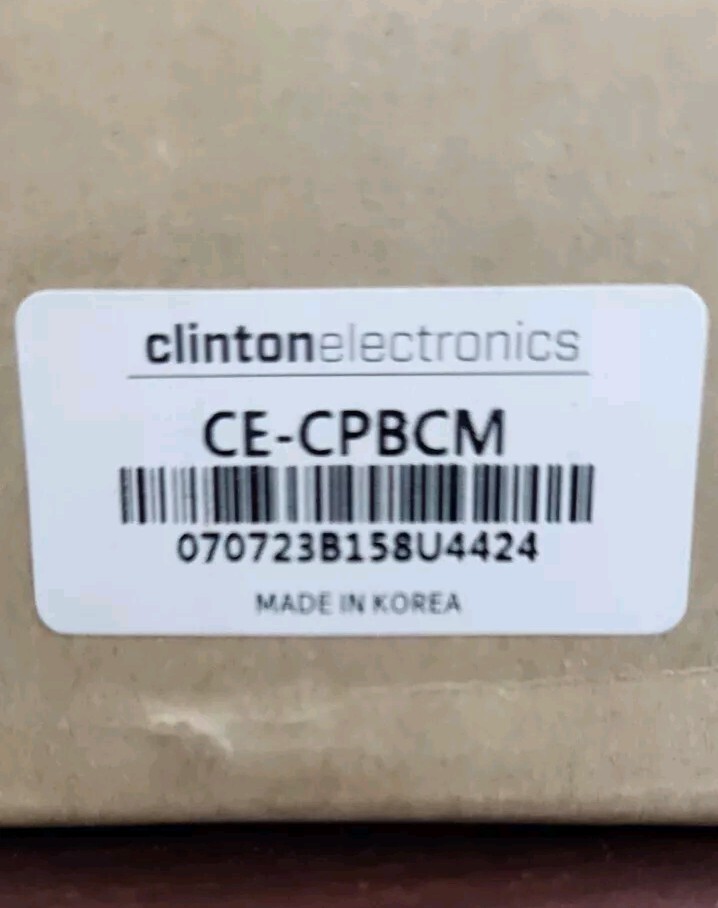 clintonelectronics
CE-CPBCM
070723B158U4424
MADE IN KOREA